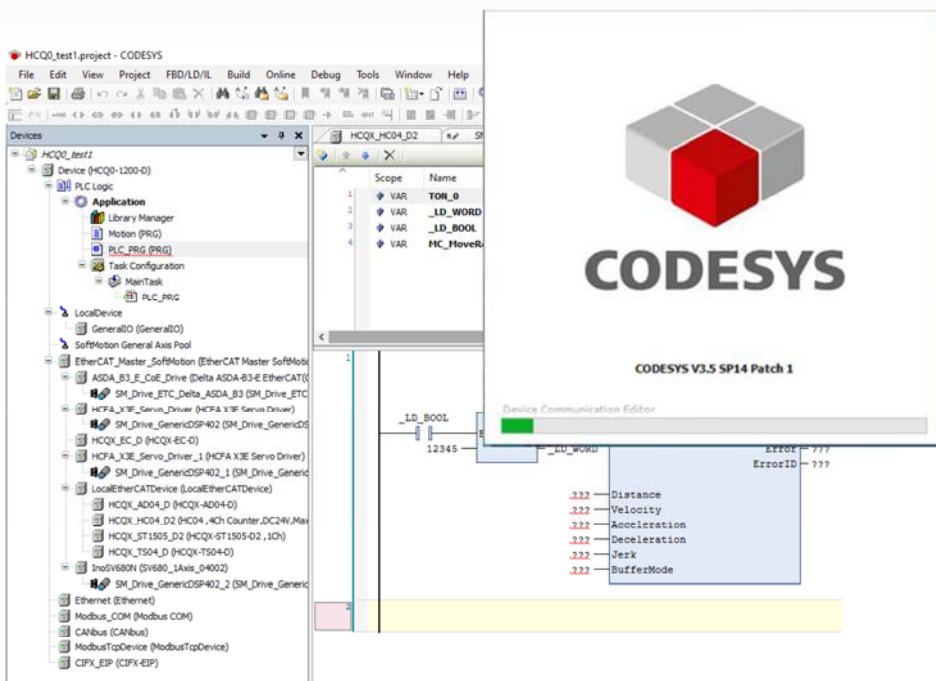 HCQ0_test1.project - CODESYS
File Edit View Project FBD/LD/IL Build Online Debug Tools Window Help
Devices
HCQ0_test1
Device (HCQ0-1200-D)
PLC Logic
Application
Library Manager
Motion (PRG)
PLC_PRG (PRG)
Task Configuration
MainTask
PLC_PRG
LocalDevice
GeneralIO (GeneralIO)
SoftMotion General Axis Pool
EtherCAT_Master_SoftMotion (EtherCAT Master SoftMotio
ASDA_B3_E_CoE_Drive (Delta ASDA-B3-E EtherCAT(C
SM_Drive_ETC_Delta_ASDA_B3 (SM_Drive_ETC
HCFA_X3E_Servo_Driver (HCFA X3E Servo Driver)
SM_Drive_GenericDSP402 (SM_Drive_GenericDS
HCQX_EC_D (HCQX-EC-D)
HCFA_X3E_Servo_Driver_1 (HCFA X3E Servo Driver)
SM_Drive_GenericDSP402_1 (SM_Drive_Generic
LocalEtherCATDevice (LocalEtherCATDevice)
HCQX_AD04_D (HCQX-AD04-D)
HCQX_HC04_D2 (HC04 ,4Ch Counter,DC24V,Max
HCQX_ST1505_D2 (HCQX-ST1505-D2 ,1Ch)
HCQX_TS04_D (HCQX-TS04-D)
InoSV680N (SV680_1Axis_04002)
SM_Drive_GenericDSP402_2 (SM_Drive_Generic
Ethernet (Ethernet)
Modbus_COM (Modbus COM)
CANbus (CANbus)
ModbusTcpDevice (ModbusTcpDevice)
CIFX_EIP (CIFX-EIP)
HCQX_HC04_D2
Scope Name
1 VAR TON_0
2 VAR _LD_WORD
3 VAR _LD_BOOL
4 VAR MC_MoveRe
CODESYS
CODESYS V3.5 SP14 Patch 1
Device Communication Editor
1
_LD_BOOL
12345
_LD_WORD
Error ???
ErrorID ???
??? Distance
??? Velocity
??? Acceleration
??? Deceleration
??? Jerk
??? BufferMode
2